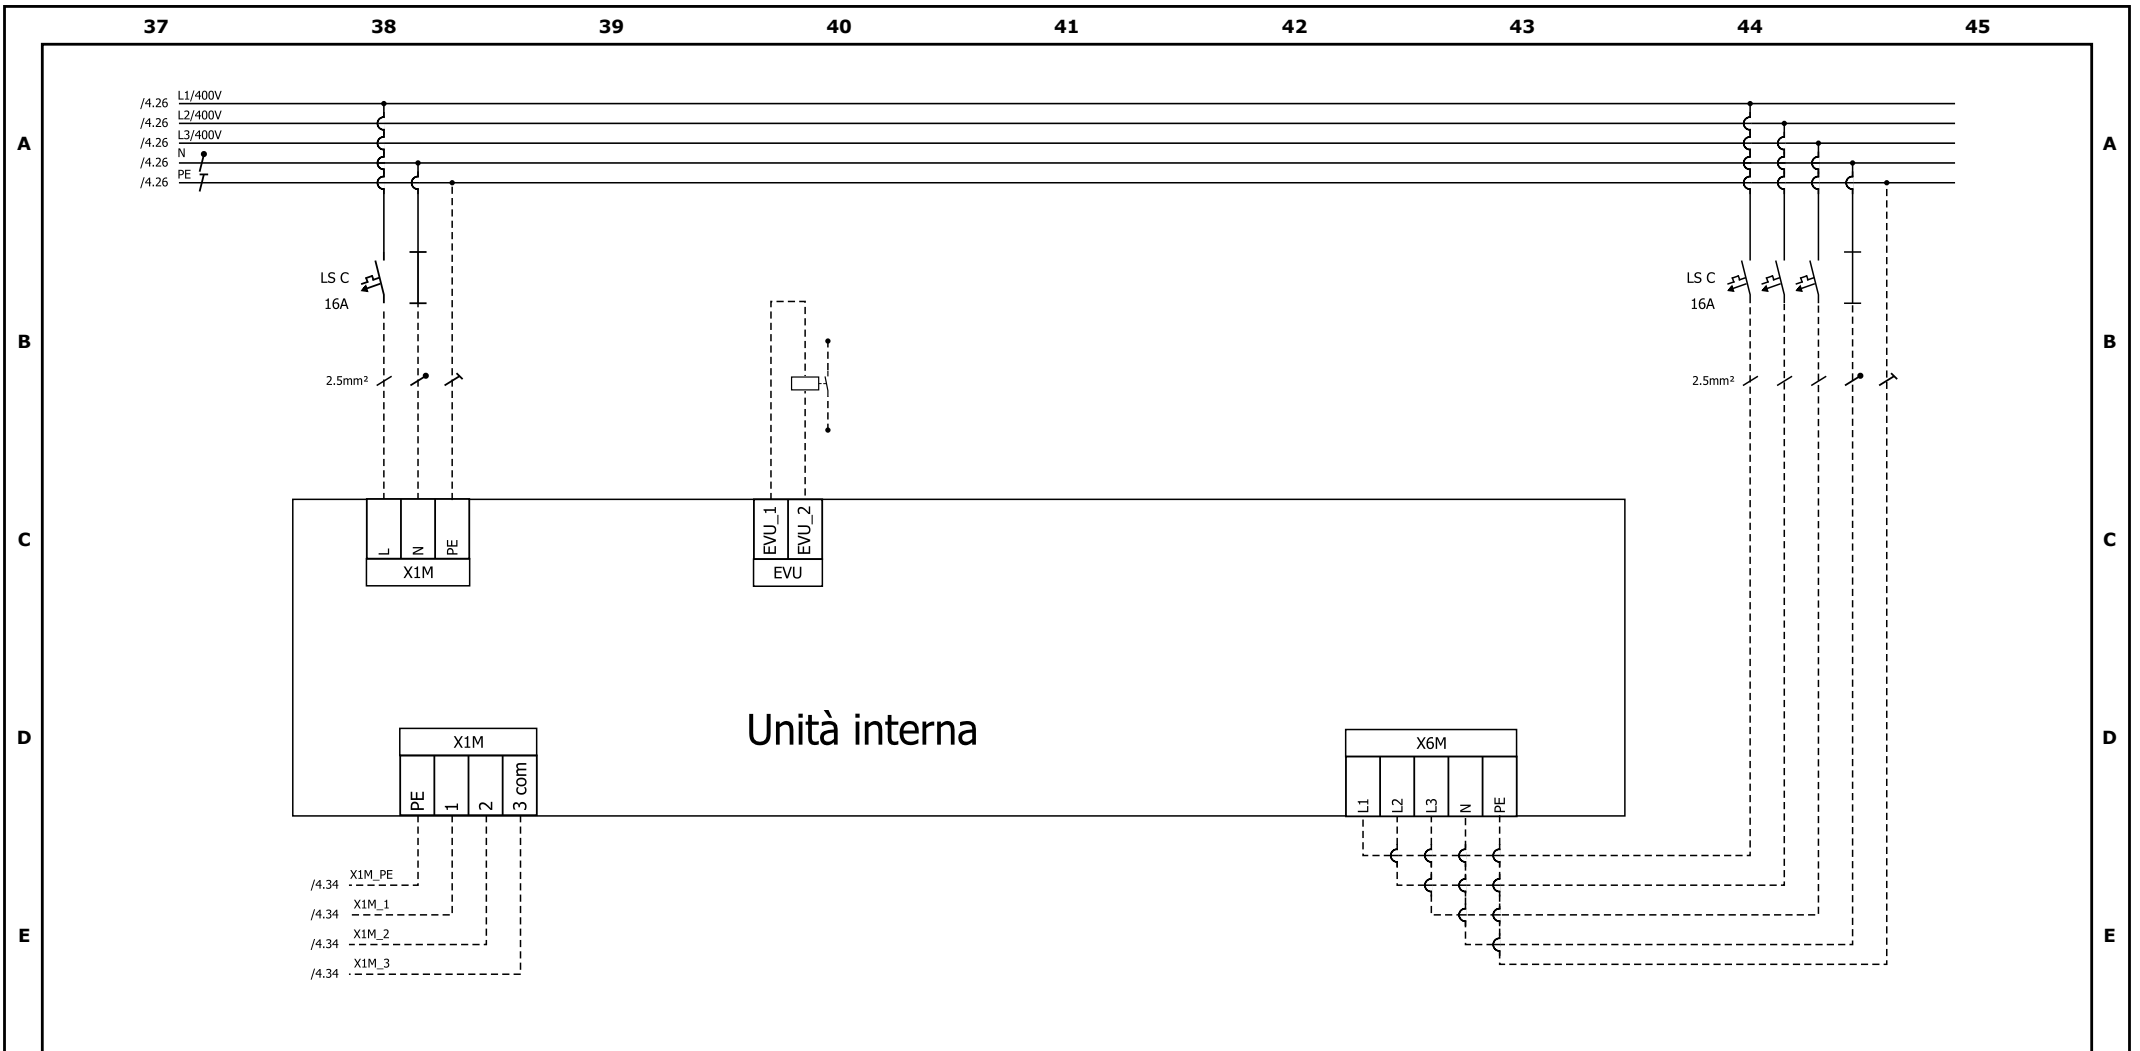 37 38 39 40 41 42 43 44 45
/4.26 L1/400V
/4.26 L2/400V
/4.26 L3/400V
A A
/4.26 N
/4.26 PE
LS C LS C
16A 16A
B B
2.5mm² 2.5mm²
L N PE EVU_1 EVU_2
C C
X1M EVU
Unità interna
D D
X1M X6M
PE 1 2 3 com L1 L2 L3 N PE
/4.34 X1M_PE
/4.34 X1M_1
/4.34 X1M_2
E E
/4.34 X1M_3